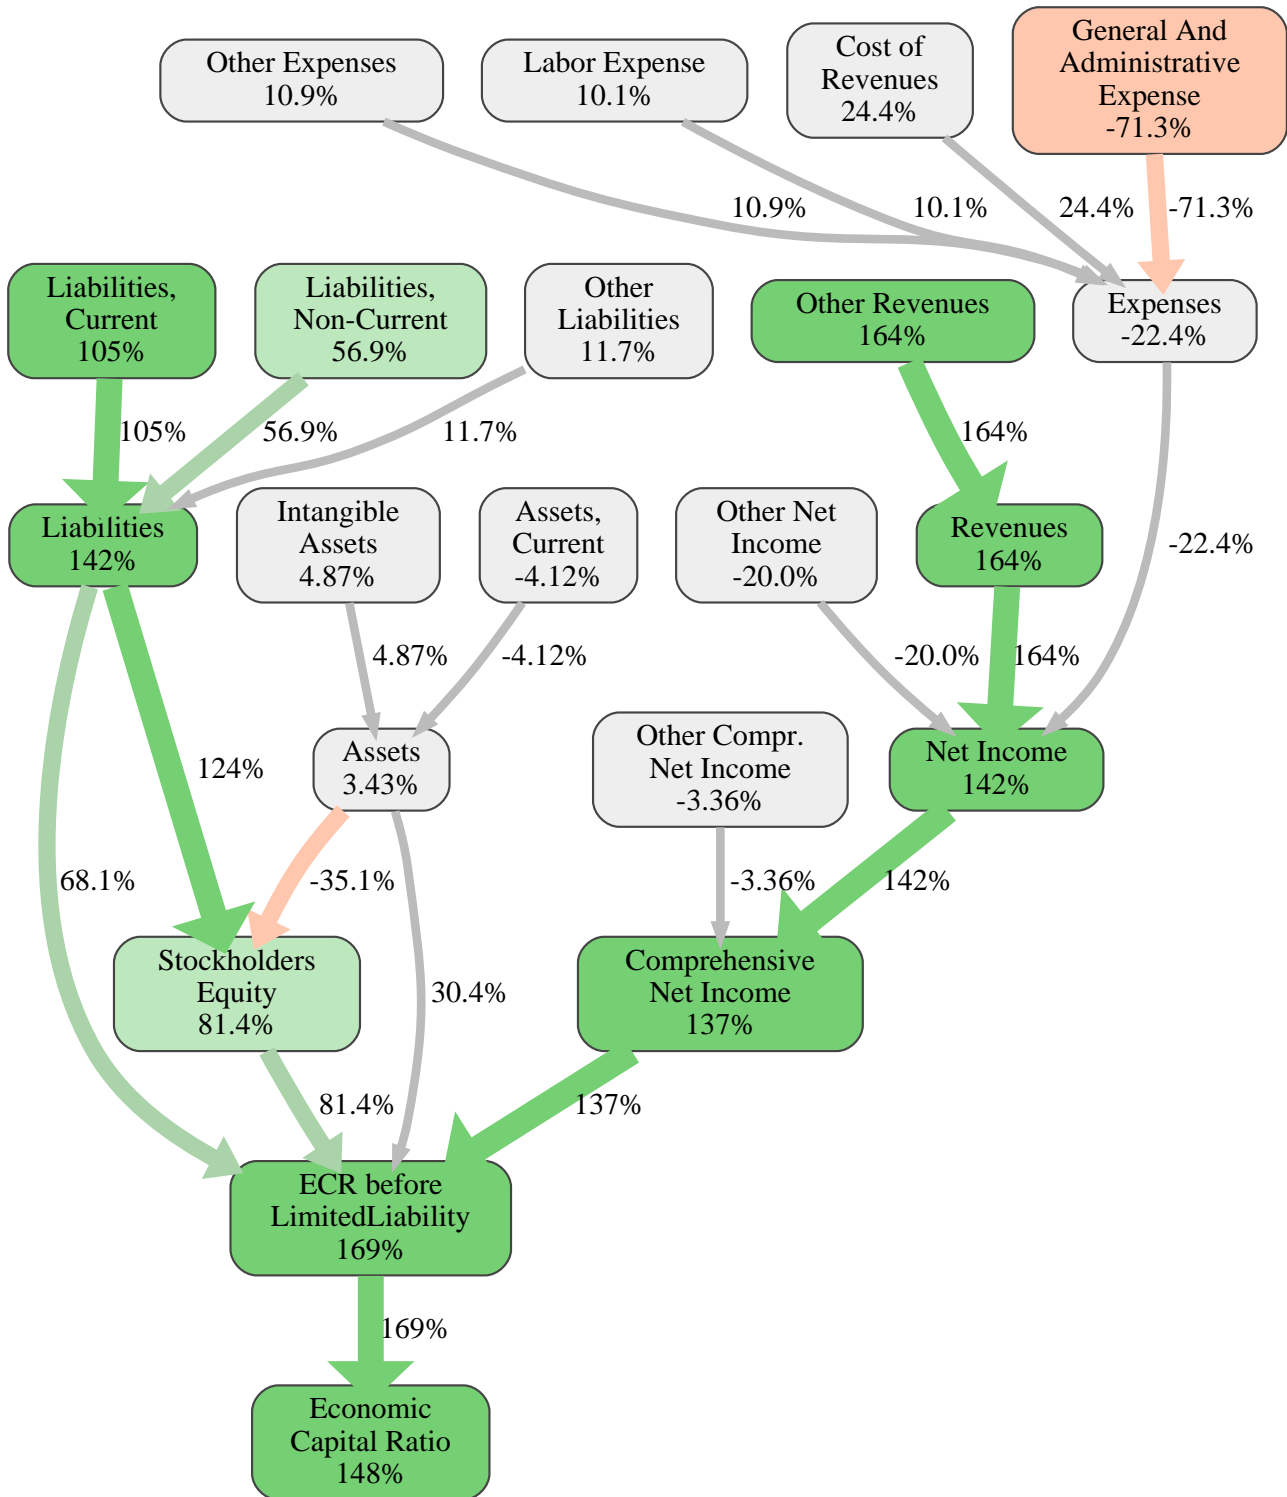 Other Expenses
10.9%
Labor Expense
10.1%
Cost of
Revenues
24.4%
General And
Administrative
Expense
-71.3%
10.9%
10.1%
24.4%
-71.3%
Liabilities,
Current
105%
Liabilities,
Non-Current
56.9%
Other
Liabilities
11.7%
Other Revenues
164%
Expenses
-22.4%
105%
56.9%
11.7%
164%
-22.4%
Liabilities
142%
Intangible
Assets
4.87%
Assets,
Current
-4.12%
Other Net
Income
-20.0%
Revenues
164%
4.87%
-4.12%
-20.0%
164%
124%
Assets
3.43%
Other Compr.
Net Income
-3.36%
Net Income
142%
68.1%
-35.1%
-3.36%
142%
Stockholders
Equity
81.4%
30.4%
Comprehensive
Net Income
137%
81.4%
137%
ECR before
LimitedLiability
169%
169%
Economic
Capital Ratio
148%